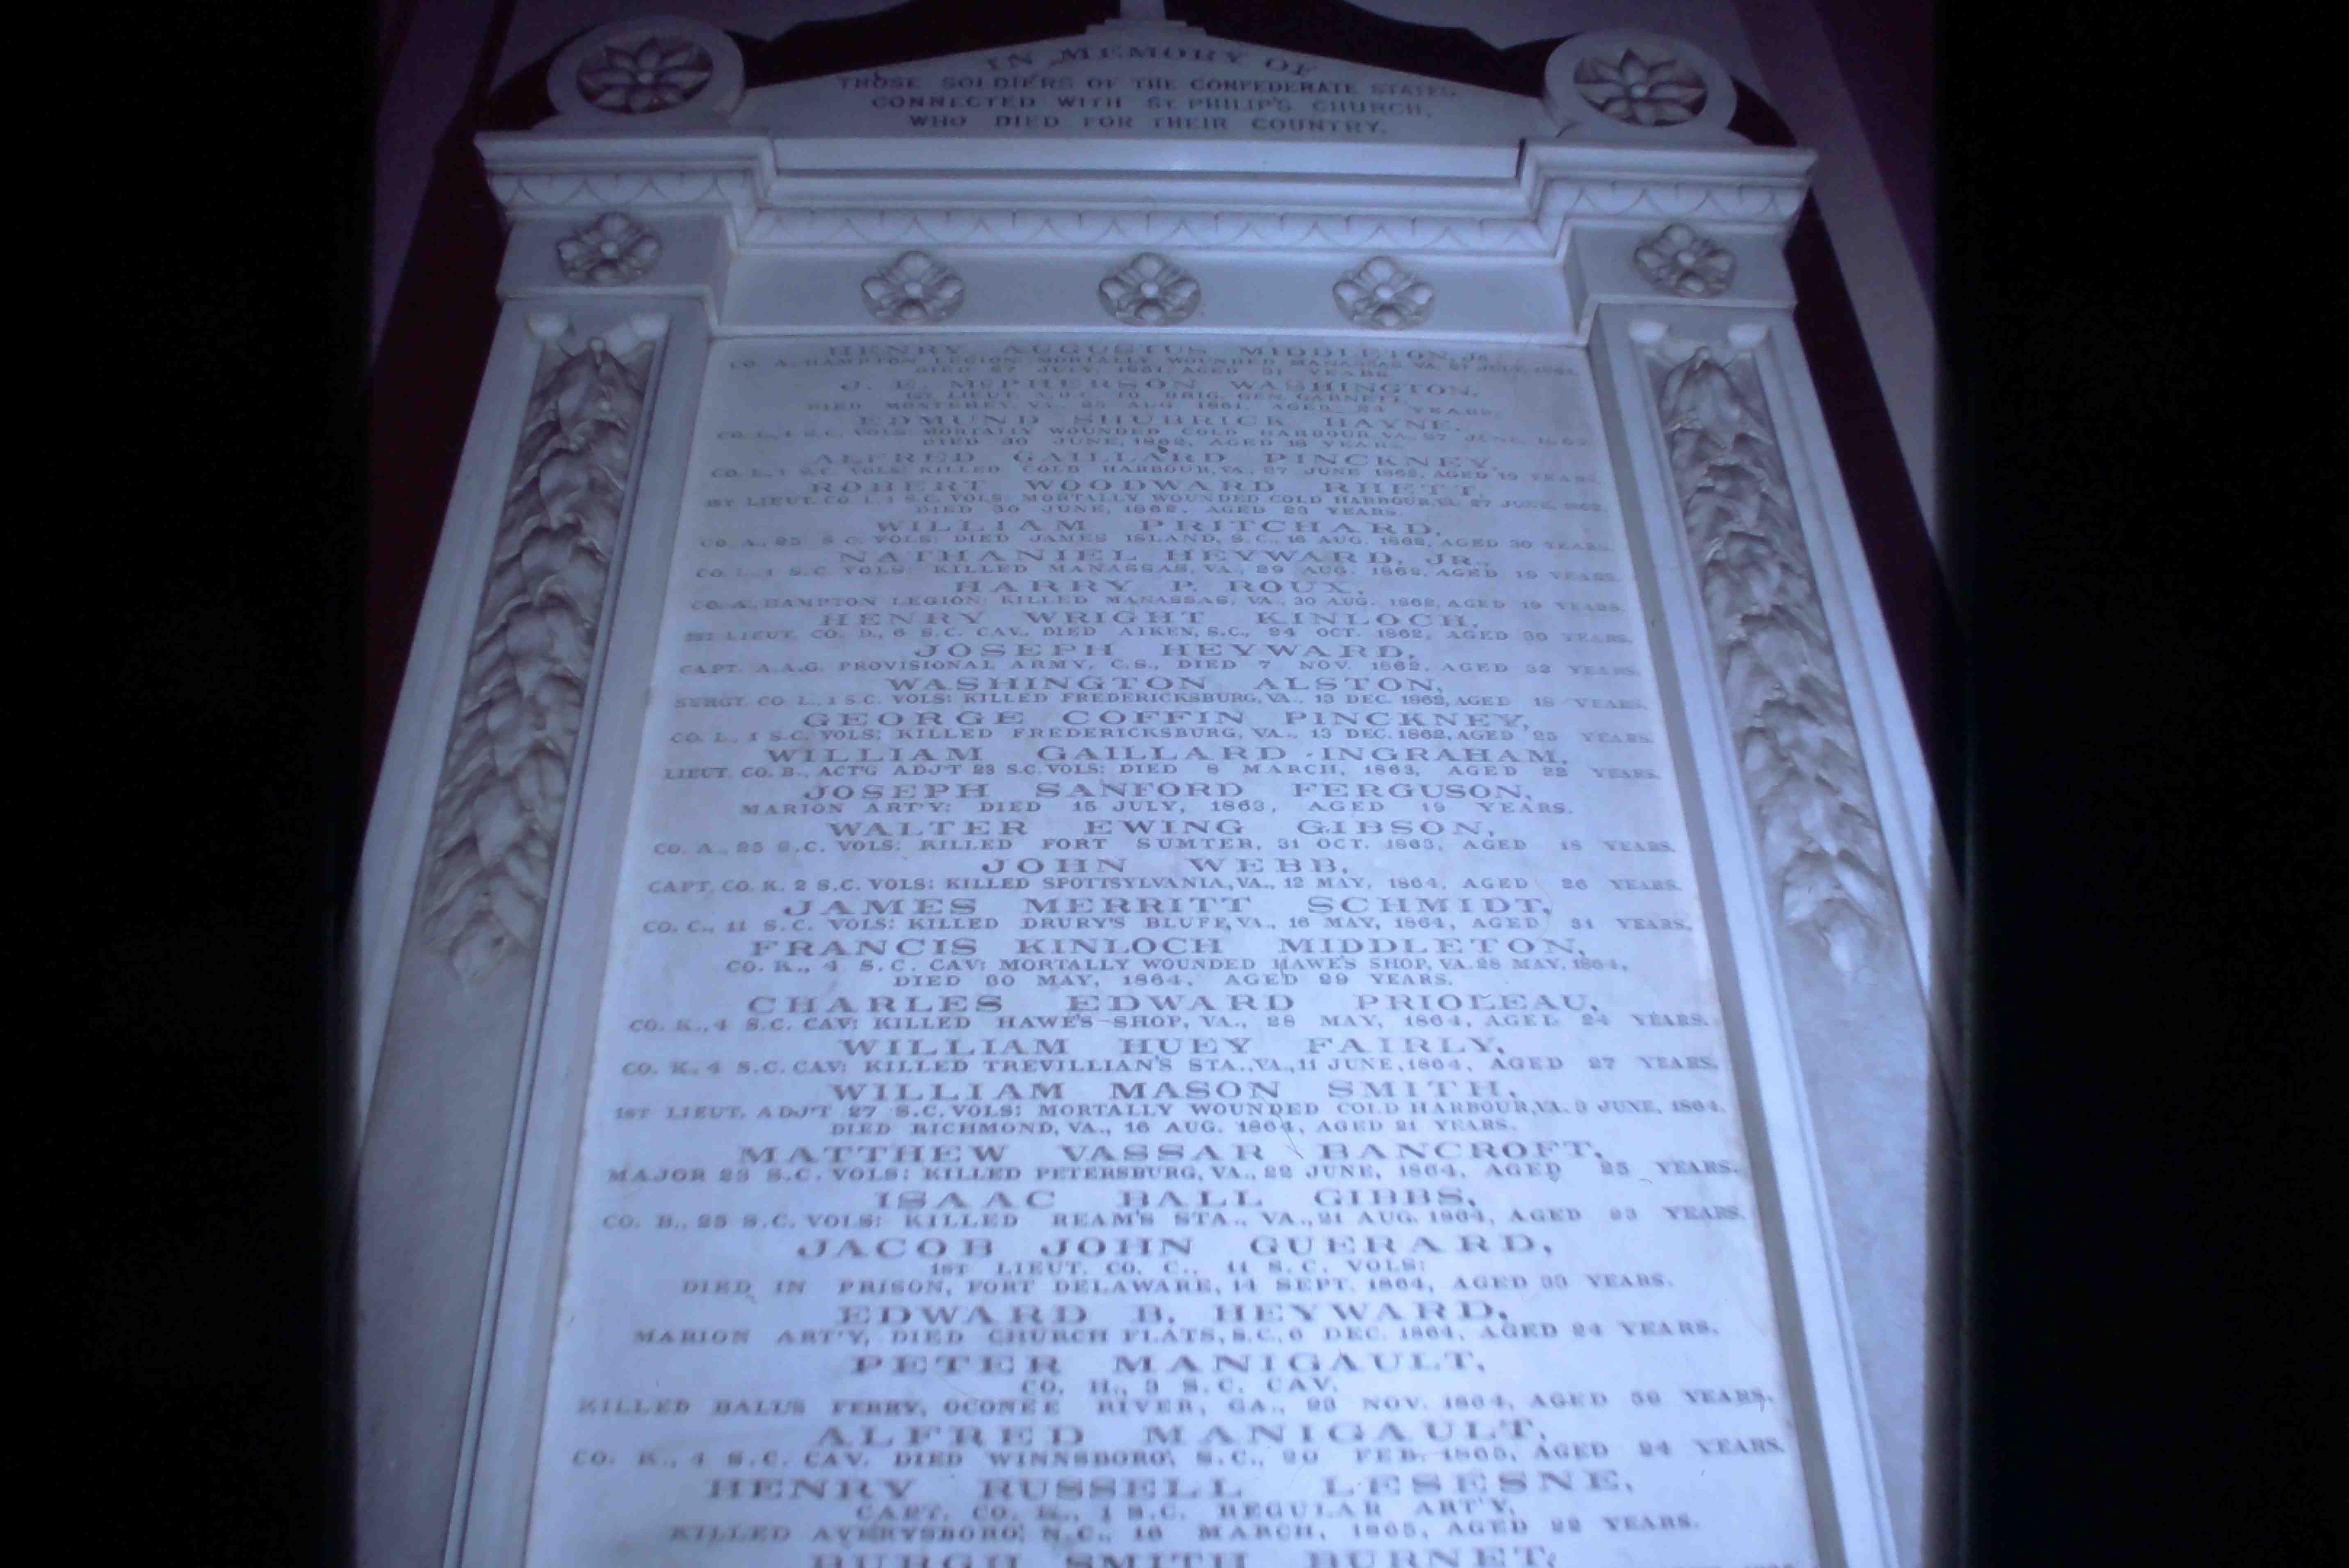 IN MEMORY OF
THOSE SOLDIERS OF THE CONFEDERATE STATES,
CONNECTED WITH St. PHILIP'S CHURCH,
WHO DIED FOR THEIR COUNTRY.
HENRY AUGUSTUS MIDDLETON, Jr.
CO. A., HAMPTON LEGION: MORTALLY WOUNDED MANASSAS, VA. 21 JULY, 1861,
DIED 27 JULY, 1861, AGED 31 YEARS.
J. E. McPHERSON WASHINGTON,
1ST LIEUT. A.D.C. TO BRIG. GEN. GARNETT,
DIED MONTEREY, VA., 25 AUG. 1861, AGED 24 YEARS.
EDMUND SHUBRICK HAYNE,
CO. L., 1 S.C. VOLS: MORTALLY WOUNDED COLD HARBOUR, VA. 27 JUNE, 1862,
DIED 30 JUNE, 1862, AGED 18 YEARS.
ALFRED GAILLARD PINCKNEY,
CO. L., 1 S.C. VOLS: KILLED COLD HARBOUR, VA., 27 JUNE 1862, AGED 19 YEARS.
ROBERT WOODWARD RHETT,
1ST LIEUT. CO. L., 1 S.C. VOLS: MORTALLY WOUNDED COLD HARBOUR, VA. 27 JUNE, 1862,
DIED 30 JUNE, 1862, AGED 23 YEARS.
WILLIAM PRITCHARD,
CO. A., 25 S.C. VOLS: DIED JAMES ISLAND, S.C., 16 AUG. 1862, AGED 30 YEARS.
NATHANIEL HEYWARD, JR.,
CO. L., 1 S.C. VOLS: KILLED MANASSAS, VA., 29 AUG. 1862, AGED 19 YEARS.
HARRY P. ROUX,
CO. A., HAMPTON LEGION: KILLED MANASSAS, VA., 30 AUG. 1862, AGED 19 YEARS.
HENRY WRIGHT KINLOCH,
1ST LIEUT. CO. D., 6 S.C. CAV., DIED AIKEN, S.C., 24 OCT. 1862, AGED 30 YEARS.
JOSEPH HEYWARD,
CAPT. A.A.G. PROVISIONAL ARMY, C.S., DIED 7 NOV. 1862, AGED 32 YEARS.
WASHINGTON ALSTON,
SERGT. CO L., 1 S.C. VOLS: KILLED FREDERICKSBURG, VA., 13 DEC. 1862, AGED 18 YEARS.
GEORGE COFFIN PINCKNEY,
CO. L., 1 S.C. VOLS: KILLED FREDERICKSBURG, VA., 13 DEC. 1862, AGED 25 YEARS.
WILLIAM GAILLARD INGRAHAM,
LIEUT. CO. B., ACT'G ADJ'T 23 S.C. VOLS: DIED 8 MARCH, 1863, AGED 22 YEARS.
JOSEPH SANFORD FERGUSON,
MARION ART'Y: DIED 15 JULY, 1863, AGED 19 YEARS.
WALTER EWING GIBSON,
CO. A., 25 S.C. VOLS: KILLED FORT SUMTER, 31 OCT. 1863, AGED 18 YEARS.
JOHN WEBB,
CAPT. CO. K. 2 S.C. VOLS: KILLED SPOTTSYLVANIA, VA., 12 MAY, 1864, AGED 26 YEARS.
JAMES MERRITT SCHMIDT,
CO. C., 11 S.C. VOLS: KILLED DRURY'S BLUFF, VA., 16 MAY, 1864, AGED 31 YEARS.
FRANCIS KINLOCH MIDDLETON,
CO. K., 4 S.C. CAV: MORTALLY WOUNDED HAWE'S SHOP, VA. 28 MAY, 1864,
DIED 30 MAY, 1864, AGED 29 YEARS.
CHARLES EDWARD PRIOLEAU,
CO. K., 4 S.C. CAV: KILLED HAWE'S SHOP, VA., 28 MAY, 1864, AGED 24 YEARS.
WILLIAM HUEY FAIRLY,
CO. K., 4 S.C. CAV: KILLED TREVILLIAN'S STA., VA., 11 JUNE, 1864, AGED 27 YEARS.
WILLIAM MASON SMITH,
1ST LIEUT. ADJ'T 27 S.C. VOLS: MORTALLY WOUNDED COLD HARBOUR, VA. 3 JUNE, 1864.
DIED RICHMOND, VA., 16 AUG. 1864, AGED 21 YEARS.
MATTHEW VASSAR BANCROFT,
MAJOR 23 S.C. VOLS: KILLED PETERSBURG, VA., 22 JUNE, 1864, AGED 25 YEARS.
ISAAC BALL GIBBS,
CO. B., 25 S.C. VOLS: KILLED REAM'S STA., VA., 21 AUG. 1864, AGED 23 YEARS.
JACOB JOHN GUERARD,
1ST LIEUT. CO. C., 11 S.C. VOLS:
DIED IN PRISON, FORT DELAWARE, 14 SEPT. 1864, AGED 33 YEARS.
EDWARD B. HEYWARD,
MARION ART'Y, DIED CHURCH FLATS, S.C., 6 DEC. 1864, AGED 24 YEARS.
PETER MANIGAULT,
CO. H., 3 S.C. CAV.
KILLED BALL'S FERRY, OCONEE RIVER, GA., 23 NOV. 1864, AGED 59 YEARS.
ALFRED MANIGAULT,
CO. K., 4 S.C. CAV. DIED WINNSBORO', S.C., 20 FEB. 1865, AGED 24 YEARS.
HENRY RUSSELL LESESNE,
CAPT. CO. 1 S.C. REGULAR ART'Y,
KILLED AVERYSBORO', N.C., 16 MARCH, 1865, AGED 22 YEARS.
BURGH SMITH BURNET,